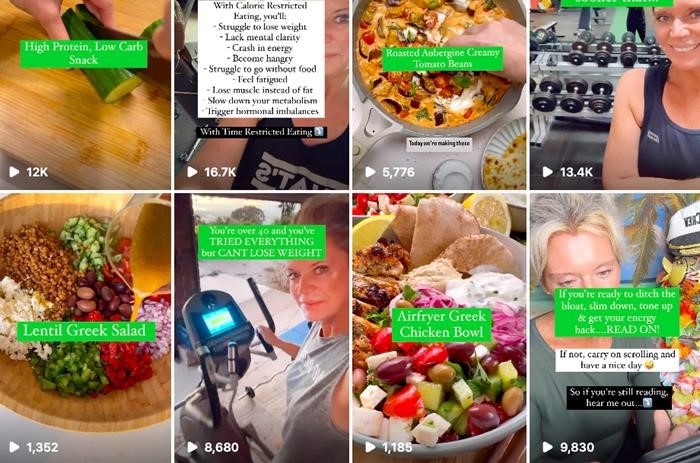 High Protein, Low Carb
Snack
12K
With Calorie Restricted
Eating, you'll:
- Struggle to lose weight
- Lack mental clarity
- Crash in energy
- Become hangry
- Struggle to go without food
- Feel fatigued
- Lose muscle instead of fat
- Slow down your metabolism
- Trigger hormonal imbalances
With Time Restricted Eating ⤵️
16.7K
Roasted Aubergine Creamy
Tomato Beans
Today we're making these
5,776
13.4K
Lentil Greek Salad
1,352
You're over 40 and you've
TRIED EVERYTHING
but CANT LOSE WEIGHT
8,680
Airfryer Greek
Chicken Bowl
1,185
If you're ready to ditch the
bloat, slim down, tone up
& get your energy
back....READ ON!
If not, carry on scrolling and
have a nice day 😜
So if you're still reading,
hear me out...⤵️
9,830